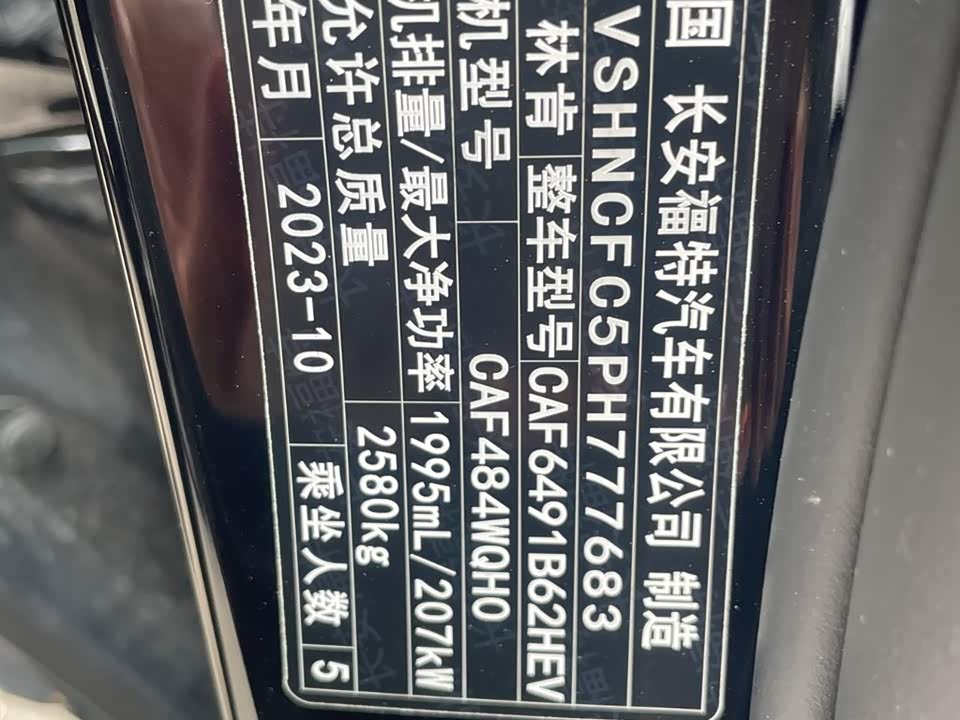 国 长安福特汽车有限公司 制造
VSHNCFC5PH777683
林肯 整车型号 CAF6491B62HEV
机型号 CAF484WQH0
机排量/最大净功率 1995mL/207kW
允许总质量 2580kg
年月 2023-10 乘坐人数 5